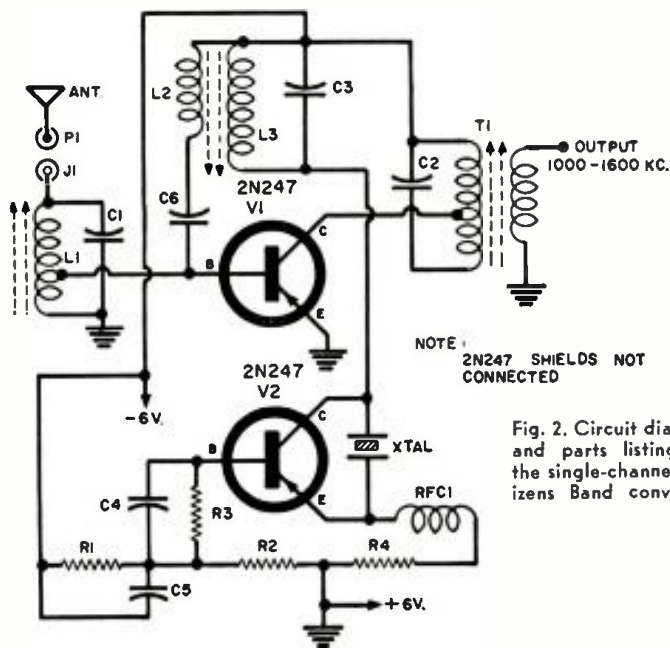 ANT.
P1
J1
L1
C1
L2
L3
C3
C6
2N247
V1
B
C
E
C2
T1
OUTPUT
1000-1600 KC.
NOTE:
2N247 SHIELDS NOT
CONNECTED
-6V.
2N247
V2
B
C
E
XTAL
RFC1
C4
R3
R1
C5
R2
R4
+6V.
Fig. 2. Circuit dia
and parts listing
the single-channe
izens Band conv